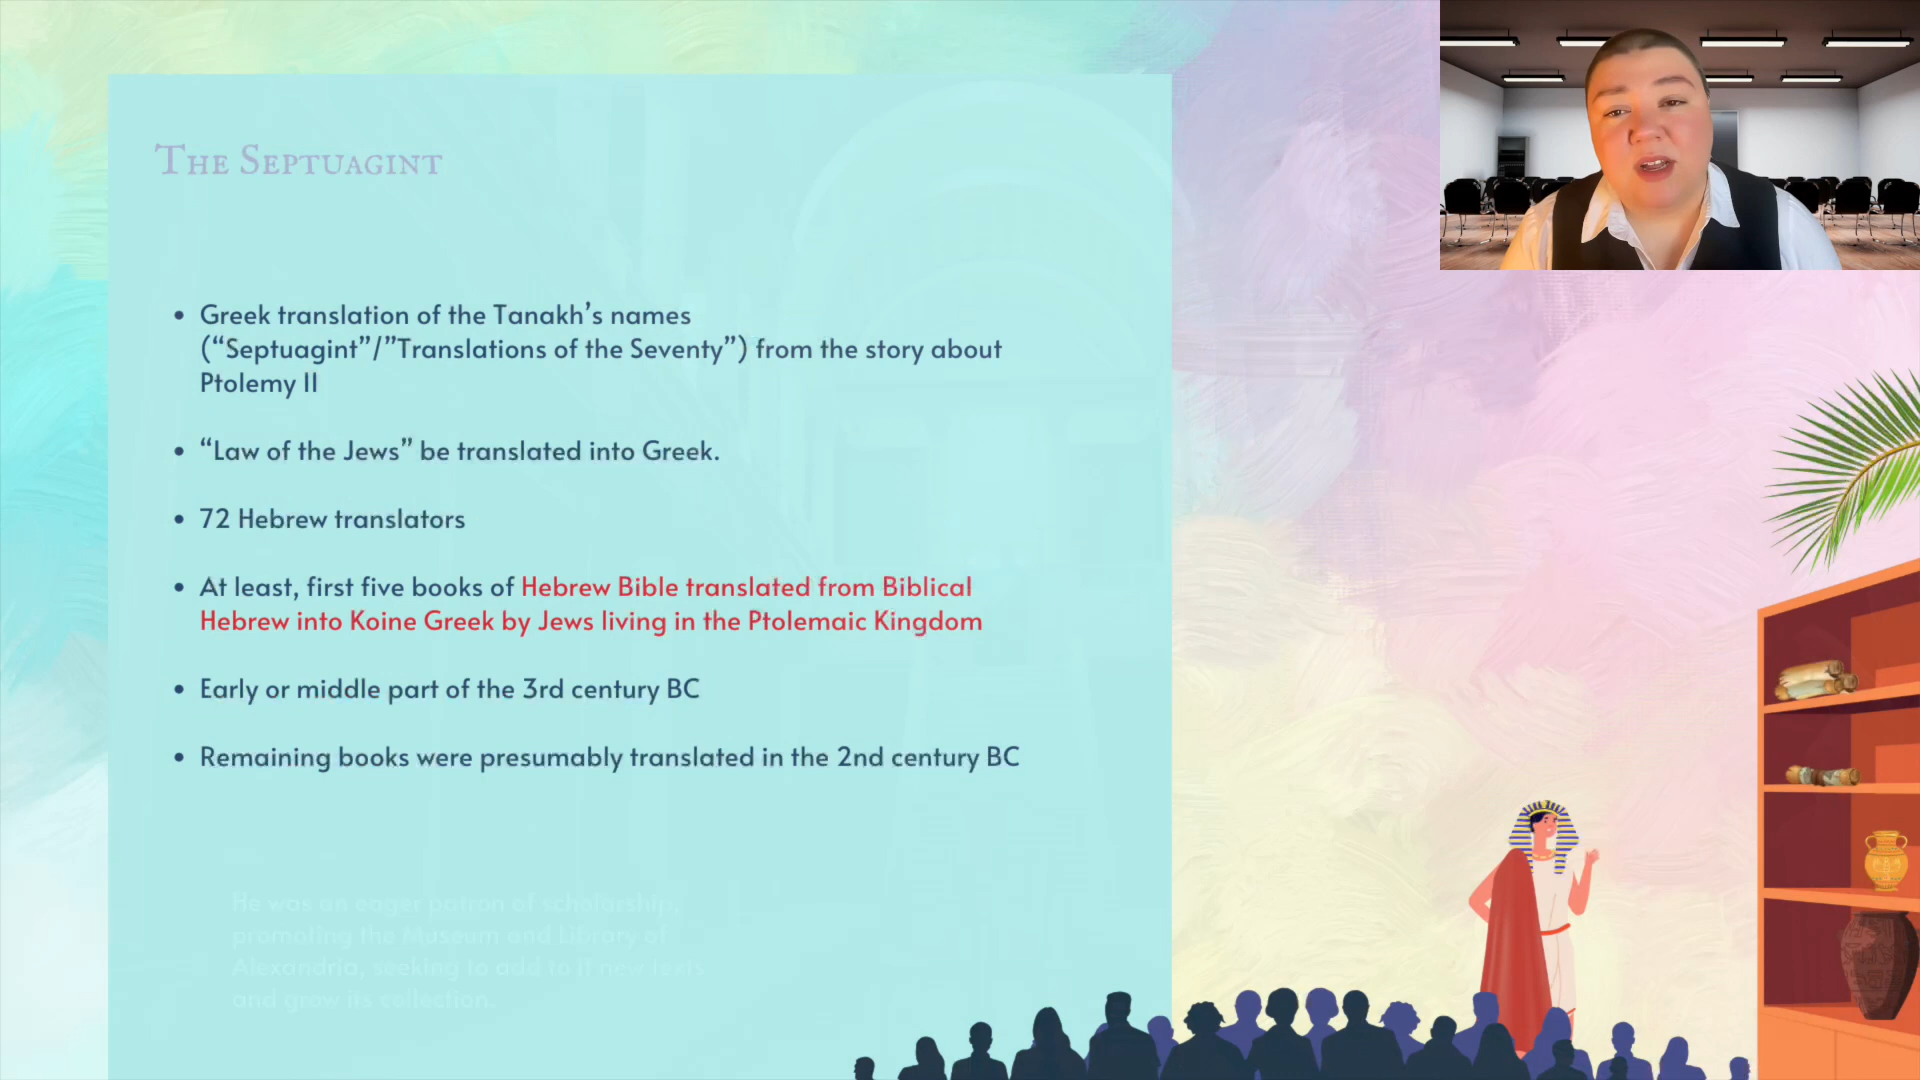 The Septuagint
• Greek translation of the Tanakh’s names
(“Septuagint”/”Translations of the Seventy”) from the story about
Ptolemy II
• “Law of the Jews” be translated into Greek.
• 72 Hebrew translators
• At least, first five books of Hebrew Bible translated from Biblical
Hebrew into Koine Greek by Jews living in the Ptolemaic Kingdom
• Early or middle part of the 3rd century BC
• Remaining books were presumably translated in the 2nd century BC
He was an eager patron of scholarship,
promoting the Museum and Library of
Alexandria, seeking to add to it new texts
and grow its collection.